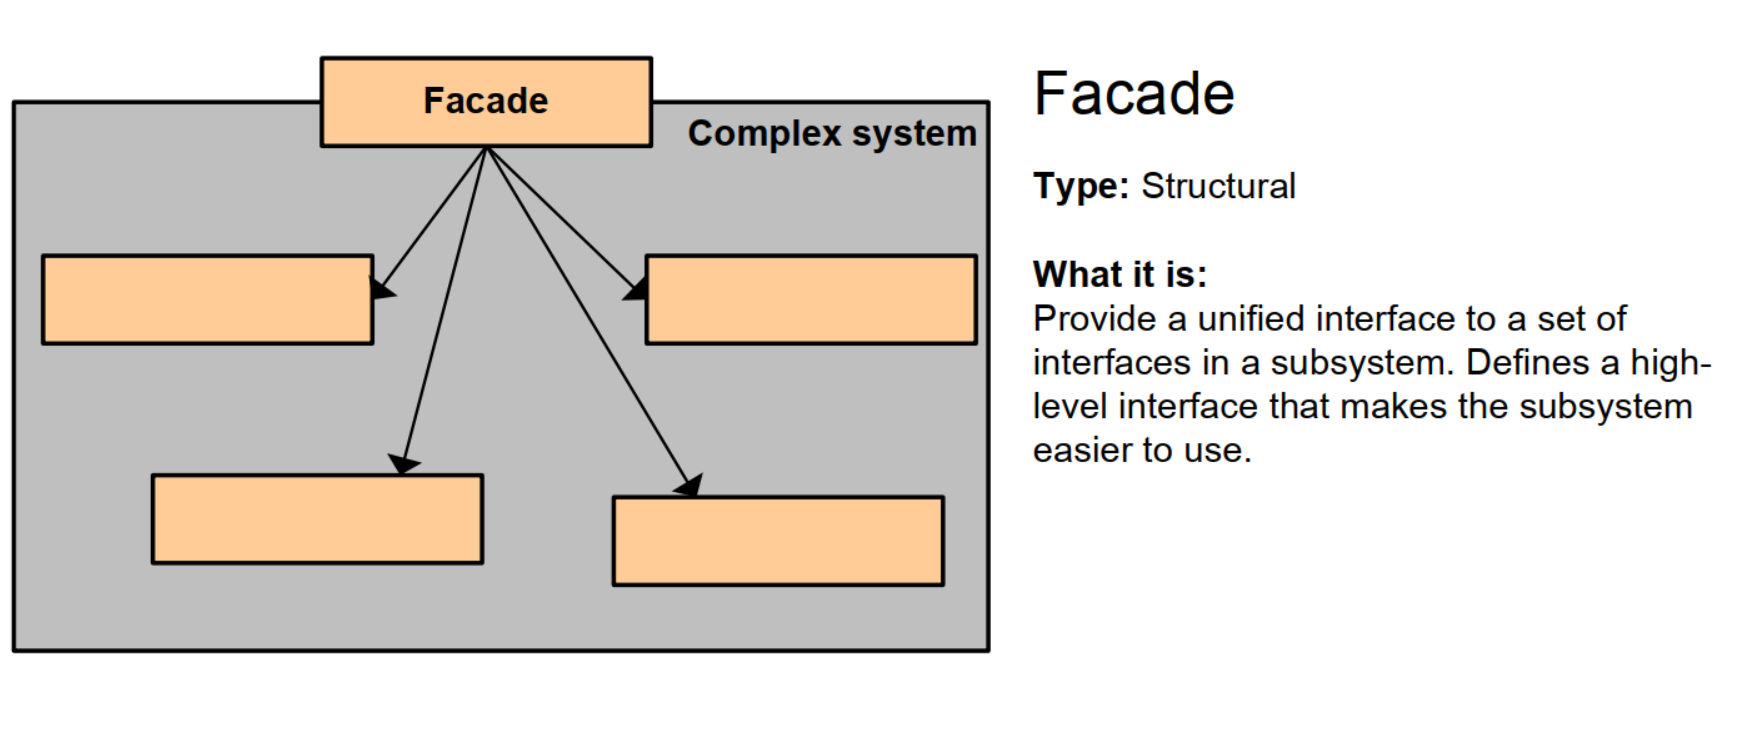 Facade
Complex system
Facade
Type: Structural
What it is:
Provide a unified interface to a set of
interfaces in a subsystem. Defines a high-
level interface that makes the subsystem
easier to use.